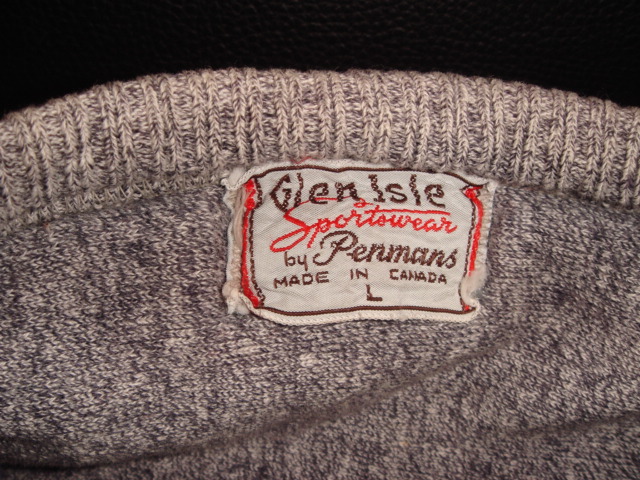 Glen Isle
Sportswear
by Penmans
MADE IN CANADA
L